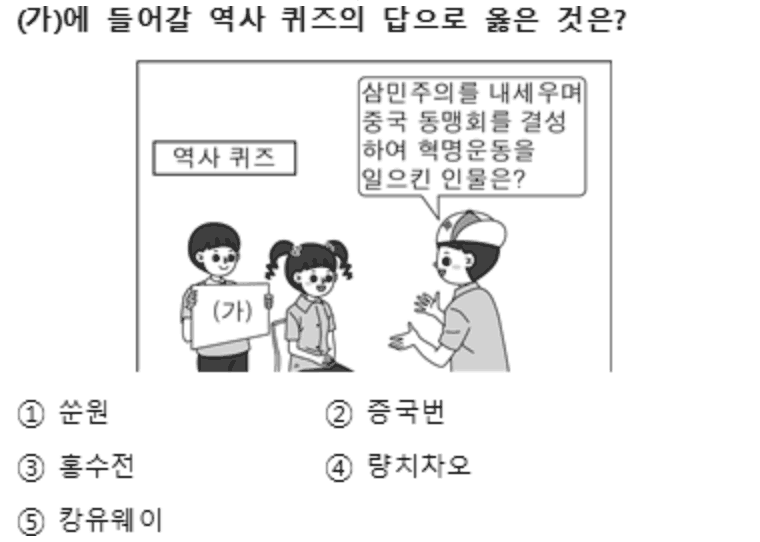 (가)에 들어갈 역사 퀴즈의 답으로 옳은 것은?
삼민주의를 내세우며
중국 동맹회를 결성
하여 혁명운동을
일으킨 인물은?
역사 퀴즈
(가)
① 쑨원 ② 증국번
③ 홍수전 ④ 량치차오
⑤ 캉유웨이